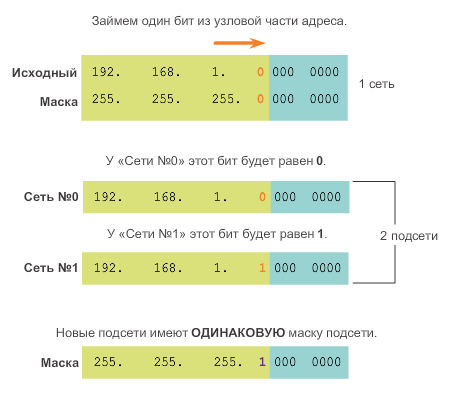 Займем один бит из узловой части адреса.
Исходный 192. 168. 1. 0 000 0000
Маска 255. 255. 255. 0 000 0000
1 сеть
У «Сети №0» этот бит будет равен 0.
Сеть №0 192. 168. 1. 0 000 0000
У «Сети №1» этот бит будет равен 1.
2 подсети
Сеть №1 192. 168. 1. 1 000 0000
Новые подсети имеют ОДИНАКОВУЮ маску подсети.
Маска 255. 255. 255. 1 000 0000